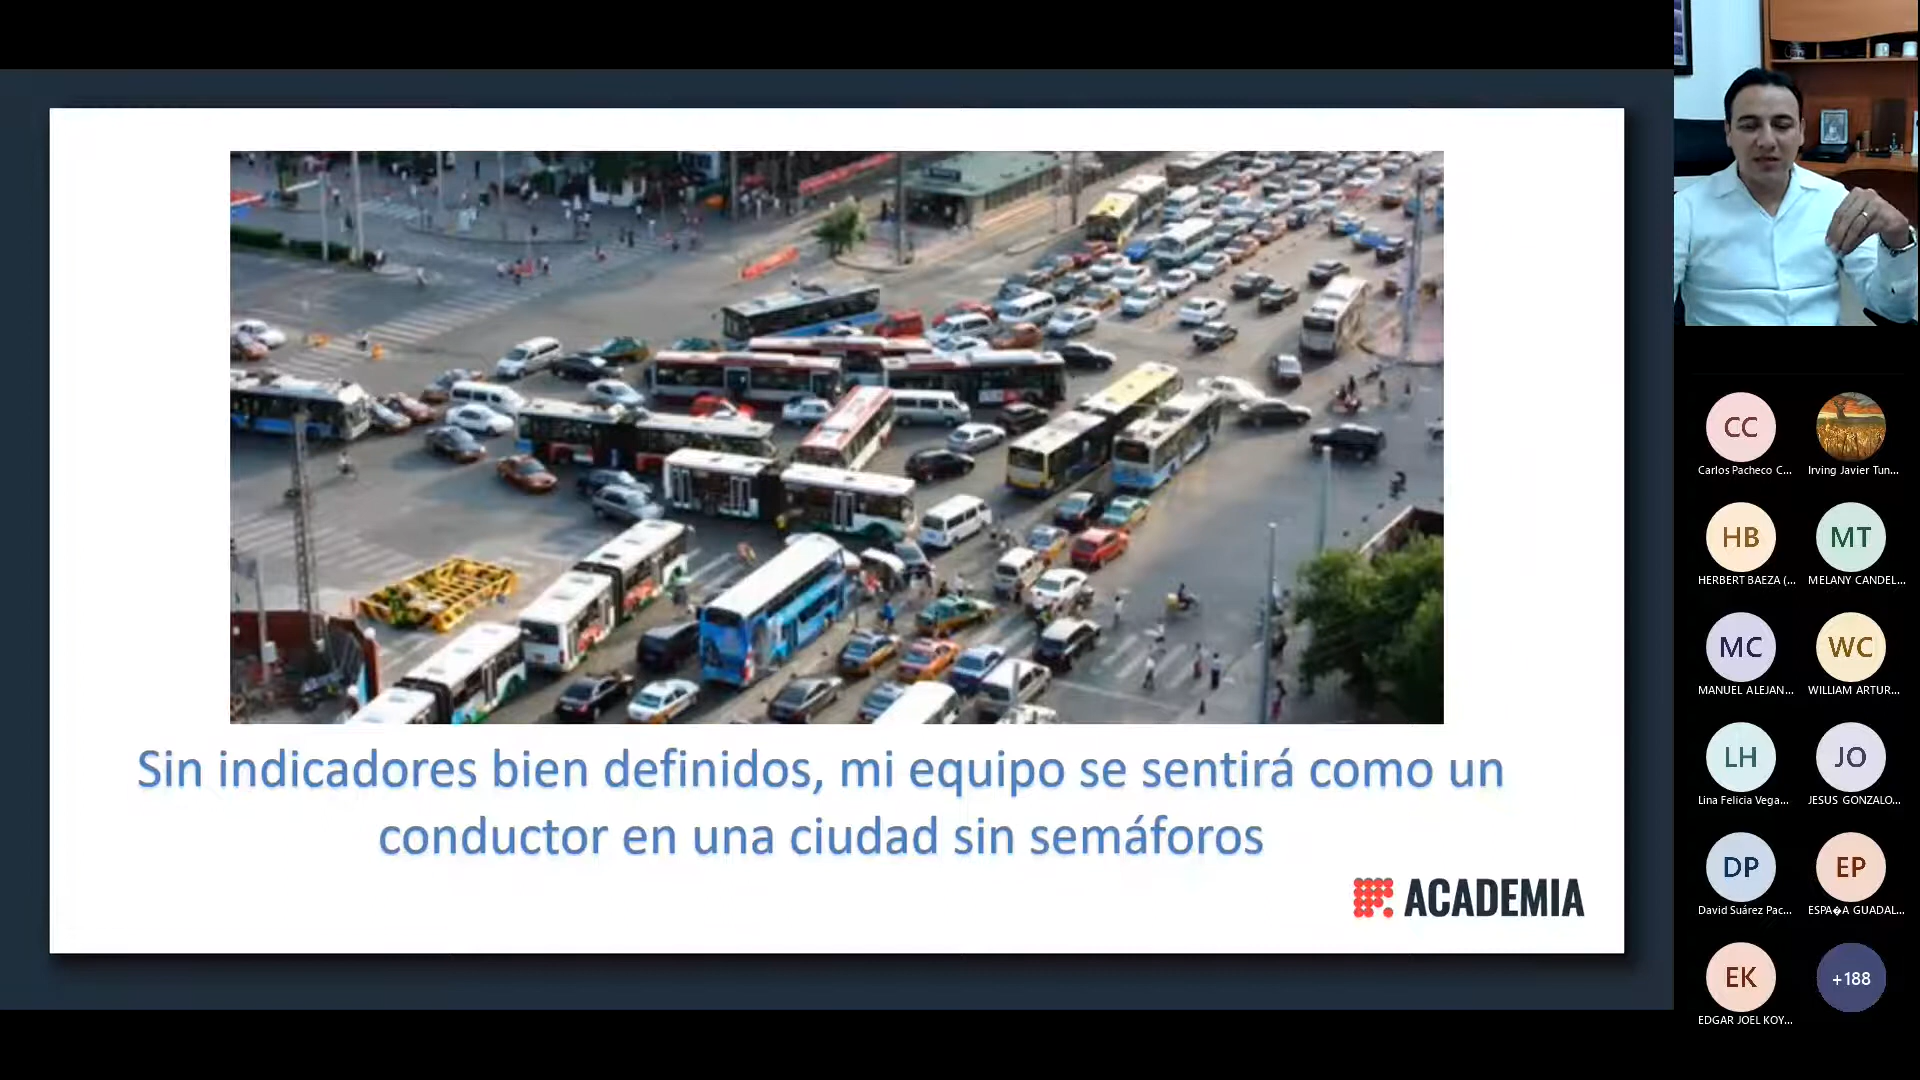 Sin indicadores bien definidos, mi equipo se sentirá como un
conductor en una ciudad sin semáforos
ACADEMIA
CC
Carlos Pacheco C...
Irving Javier Tun...
HB
HERBERT BAEZA (...
MT
MELANY CANDEL...
MC
MANUEL ALEJAN...
WC
WILLIAM ARTUR...
LH
Lina Felicia Vega...
JO
JESUS GONZALO...
DP
David Suárez Pac...
EP
ESPA�A GUADAL...
EK
EDGAR JOEL KOY...
+188